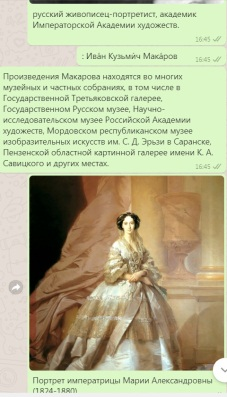 русский живописец-портретист, академик
Императорской Академии художеств.
16:45
: Ива́н Кузьми́ч Мака́ров
16:45
Произведения Макарова находятся во многих
музейных и частных собраниях, в том числе в
Государственной Третьяковской галерее,
Государственном Русском музее, Научно-
исследовательском музее Российской Академии
художеств, Мордовском республиканском музее
изобразительных искусств им. С. Д. Эрьзи в Саранске,
Пензенской областной картинной галерее имени К. А.
Савицкого и других местах.
16:45
Портрет императрицы Марии Александровны
(1824-1880)